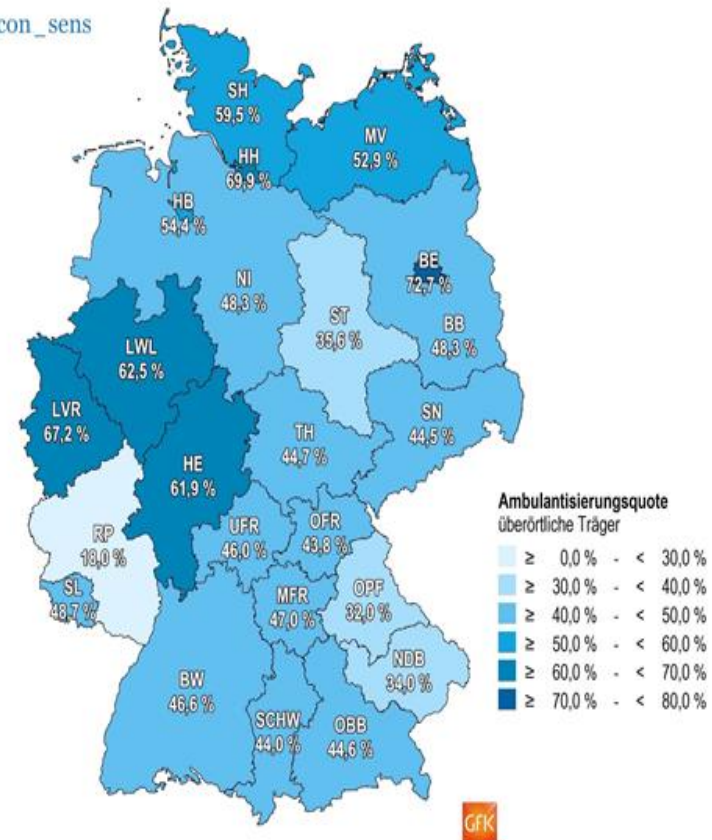 con_sens
SH
59,5 %
HH
69,9 %
MV
52,9 %
HB
54,4 %
NI
48,3 %
BE
72,7 %
BB
48,3 %
ST
35,6 %
LWL
62,5 %
LVR
67,2 %
HE
61,9 %
TH
44,7 %
SN
44,5 %
RP
18,0 %
SL
48,7 %
UFR
46,0 %
OFR
43,8 %
MFR
47,0 %
OPF
32,0 %
NDB
34,0 %
BW
46,6 %
SCHW
44,0 %
OBB
44,6 %
Ambulantisierungsquote
überörtliche Träger
≥ 0,0 % - < 30,0 %
≥ 30,0 % - < 40,0 %
≥ 40,0 % - < 50,0 %
≥ 50,0 % - < 60,0 %
≥ 60,0 % - < 70,0 %
≥ 70,0 % - < 80,0 %
GfK